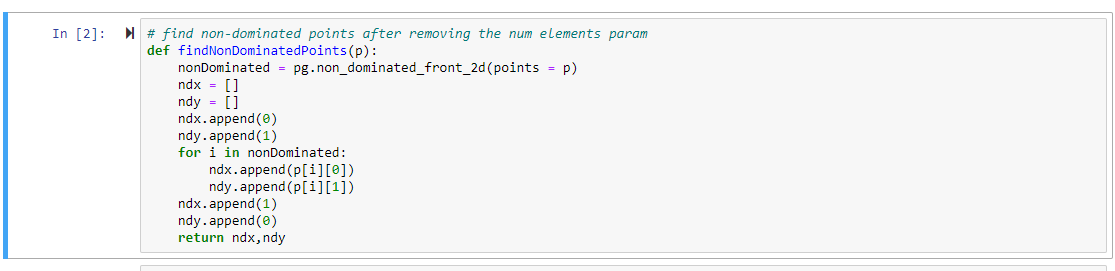 In [2]:
# find non-dominated points after removing the num elements param
def findNonDominatedPoints(p):
    nonDominated = pg.non_dominated_front_2d(points = p)
    ndx = []
    ndy = []
    ndx.append(0)
    ndy.append(1)
    for i in nonDominated:
        ndx.append(p[i][0])
        ndy.append(p[i][1])
    ndx.append(1)
    ndy.append(0)
    return ndx,ndy